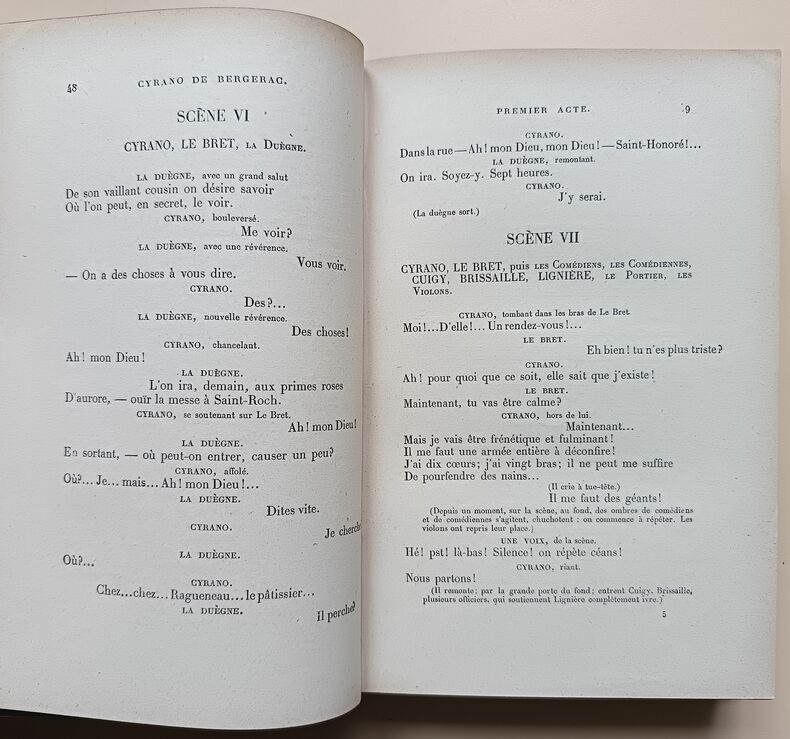 48
CYRANO DE BERGERAC.
SCÈNE VI
CYRANO, LE BRET, LA DUÈGNE.
LA DUÈGNE, avec un grand salut
De son vaillant cousin on désire savoir
Où l'on peut, en secret, le voir.
CYRANO, bouleversé.
Me voir?
LA DUÈGNE, avec une révérence.
Vous voir.
— On a des choses à vous dire.
CYRANO.
Des?...
LA DUÈGNE, nouvelle révérence.
Des choses!
CYRANO, chancelant.
Ah! mon Dieu!
LA DUÈGNE.
L'on ira, demain, aux primes roses
D'aurore, — ouïr la messe à Saint-Roch.
CYRANO, se soutenant sur Le Bret.
Ah! mon Dieu!
LA DUÈGNE.
En sortant, — où peut-on entrer, causer un peu?
CYRANO, affolé.
Où?... Je... mais... Ah! mon Dieu!...
LA DUÈGNE.
Dites vite.
CYRANO.
Je cherche
LA DUÈGNE.
Où?...
CYRANO.
Chez...chez... Ragueneau... le pâtissier...
LA DUÈGNE.
Il perche?
PREMIER ACTE.
9
CYRANO.
Dans la rue — Ah! mon Dieu, mon Dieu! — Saint-Honoré!...
LA DUÈGNE, remontant.
On ira. Soyez-y. Sept heures.
CYRANO.
J'y serai.
(La duègne sort.)
SCÈNE VII
CYRANO, LE BRET, puis LES COMÉDIENS, LES COMÉDIENNES,
CUIGY, BRISSAILLE, LIGNIÈRE, LE PORTIER, LES
VIOLONS.
CYRANO, tombant dans les bras de Le Bret.
Moi!...D'elle!... Un rendez-vous!...
LE BRET.
Eh bien! tu n'es plus triste?
CYRANO.
Ah! pour quoi que ce soit, elle sait que j'existe!
LE BRET.
Maintenant, tu vas être calme?
CYRANO, hors de lui.
Maintenant...
Mais je vais être frénétique et fulminant!
Il me faut une armée entière à déconfire!
J'ai dix cœurs; j'ai vingt bras; il ne peut me suffire
De pourfendre des nains...
(Il crie à tue-tête.)
Il me faut des géants!
(Depuis un moment, sur la scène, au fond, des ombres de comédiens
et de comédiennes s'agitent, chuchotent : on commence à répéter. Les
violons ont repris leur place.)
UNE VOIX, de la scène.
Hé! pst! là-bas! Silence! on répète céans!
CYRANO, riant.
Nous partons!
(Il remonte; par la grande porte du fond; entrent Cuigy, Brissaille,
plusieurs officiers, qui soutiennent Lignière complètement ivre.)
5